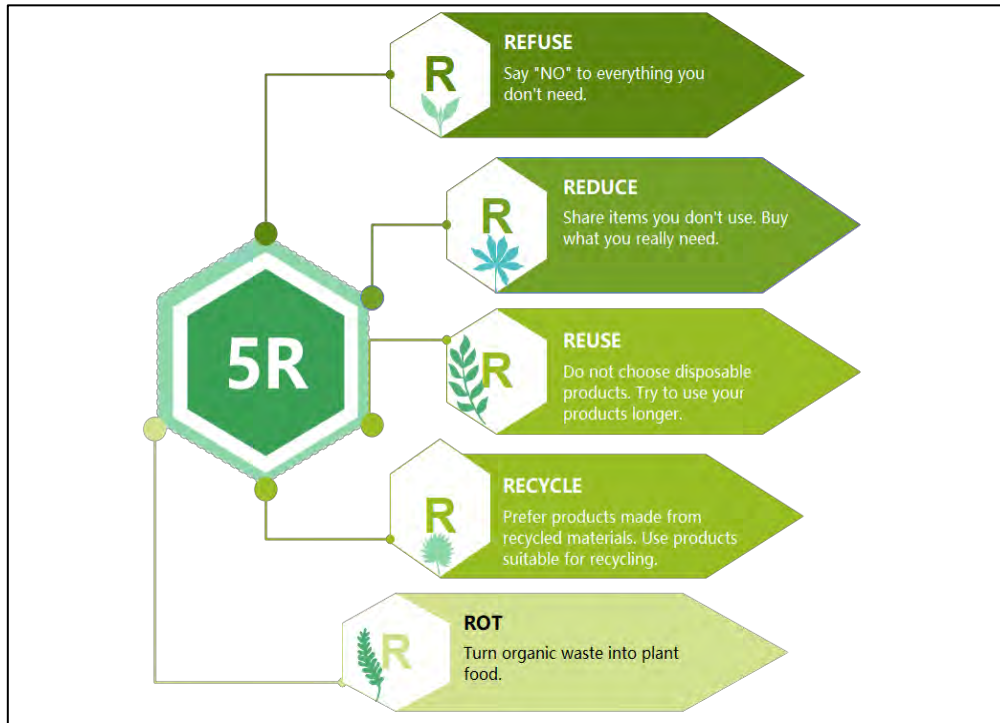 5R
R
REFUSE
Say "NO" to everything you
don't need.
R
REDUCE
Share items you don't use. Buy
what you really need.
R
REUSE
Do not choose disposable
products. Try to use your
products longer.
R
RECYCLE
Prefer products made from
recycled materials. Use products
suitable for recycling.
R
ROT
Turn organic waste into plant
food.